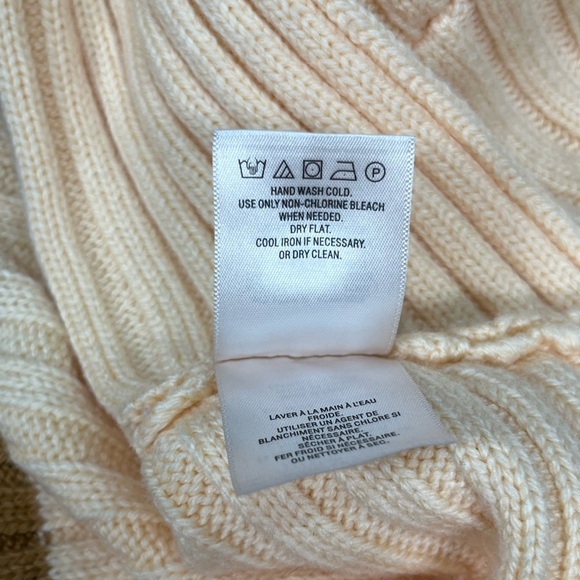 P
HAND WASH COLD.
USE ONLY NON-CHLORINE BLEACH
WHEN NEEDED.
DRY FLAT.
COOL IRON IF NECESSARY.
OR DRY CLEAN.
LAVER À LA MAIN À L'EAU
FROIDE.
UTILISER UN AGENT DE
BLANCHIMENT SANS CHLORE SI
NÉCESSAIRE.
SÉCHER À PLAT.
FER FROID SI NÉCESSAIRE.
OU NETTOYER À SEC.